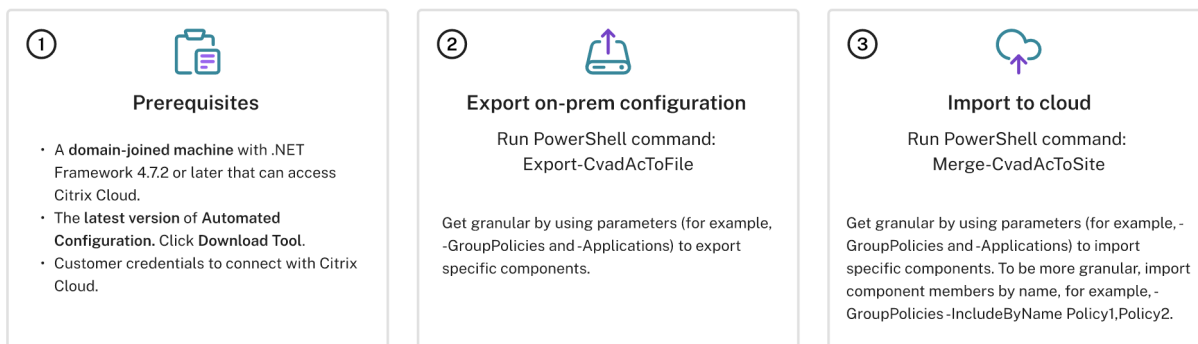 1
Prerequisites
• A domain-joined machine with .NET
Framework 4.7.2 or later that can access
Citrix Cloud.
• The latest version of Automated
Configuration. Click Download Tool.
• Customer credentials to connect with Citrix
Cloud.
2
Export on-prem configuration
Run PowerShell command:
Export-CvadAcToFile
Get granular by using parameters (for example,
-GroupPolicies and -Applications) to export
specific components.
3
Import to cloud
Run PowerShell command:
Merge-CvadAcToSite
Get granular by using parameters (for example, -
GroupPolicies and -Applications) to import
specific components. To be more granular, import
component members by name, for example, -
GroupPolicies -IncludeByName Policy1,Policy2.